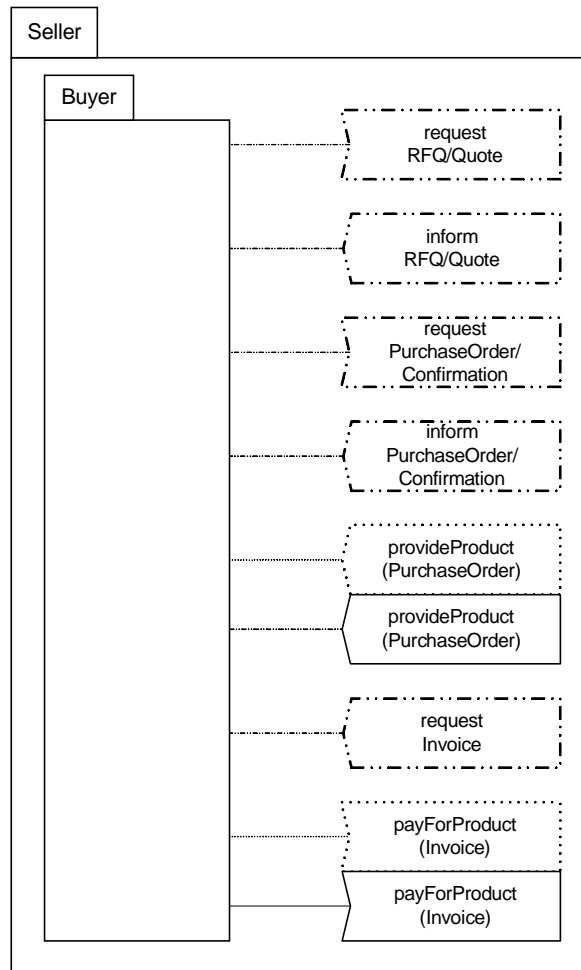 Seller
Buyer
request
RFQ/Quote
inform
RFQ/Quote
request
PurchaseOrder/
Confirmation
inform
PurchaseOrder/
Confirmation
provideProduct
(PurchaseOrder)
provideProduct
(PurchaseOrder)
request
Invoice
payForProduct
(Invoice)
payForProduct
(Invoice)